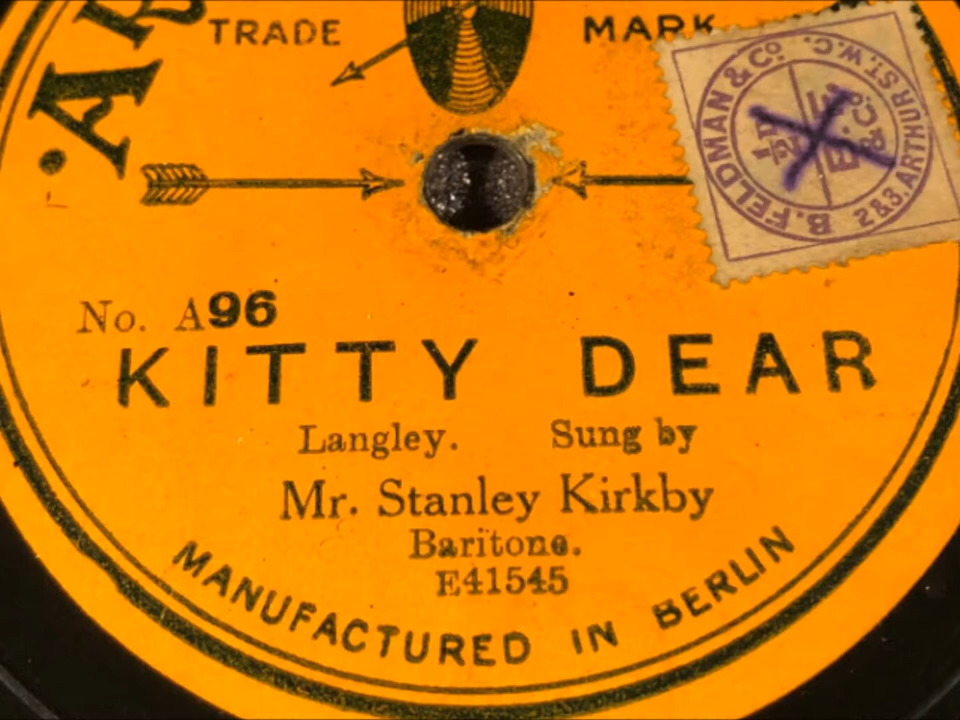 TRADE MARK
B. FELDMAN & Co. W.C.
2&3, ARTHUR ST.
No. A96
KITTY DEAR
Langley. Sung by
Mr. Stanley Kirkby
Baritone.
E41545
MANUFACTURED IN BERLIN